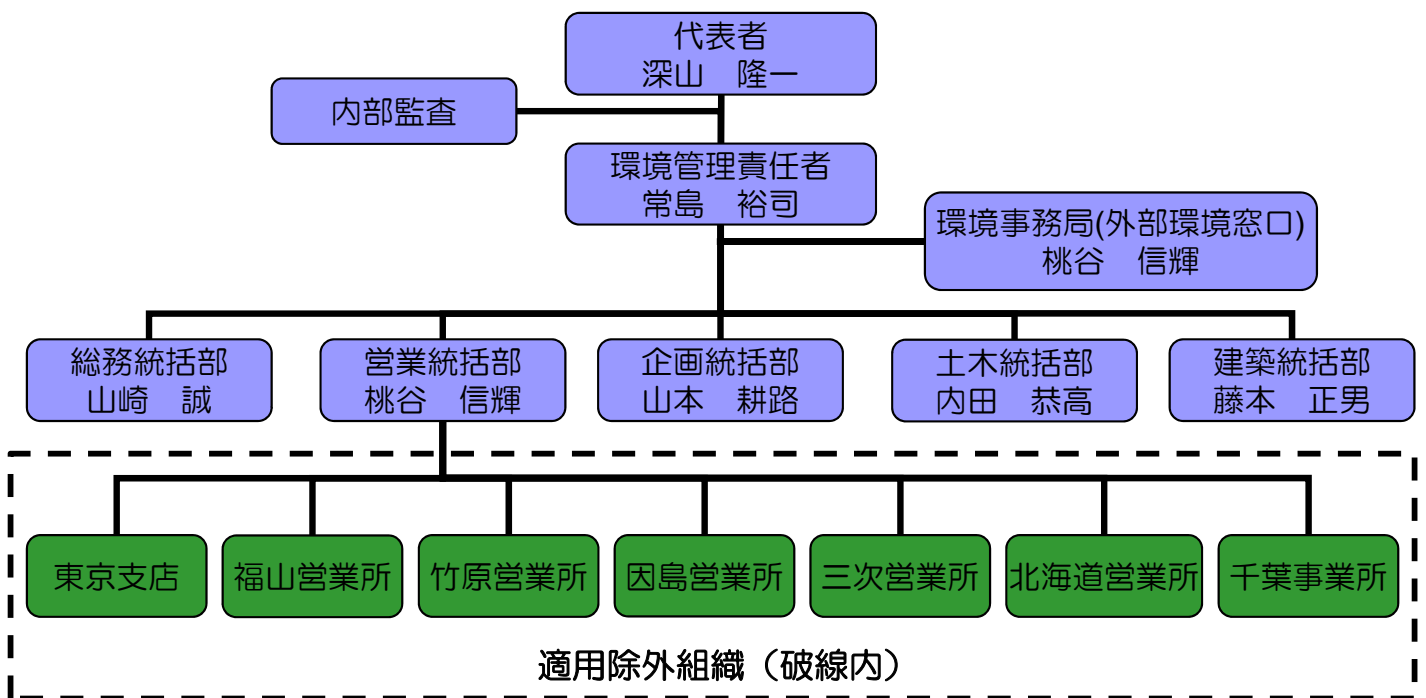 代表者
深山　隆一
内部監査
環境管理責任者
常島　裕司
環境事務局(外部環境窓口)
桃谷　信輝
総務統括部
山崎　誠
営業統括部
桃谷　信輝
企画統括部
山本　耕路
土木統括部
内田　恭高
建築統括部
藤本　正男
東京支店
福山営業所
竹原営業所
因島営業所
三次営業所
北海道営業所
千葉事業所
適用除外組織（破線内）